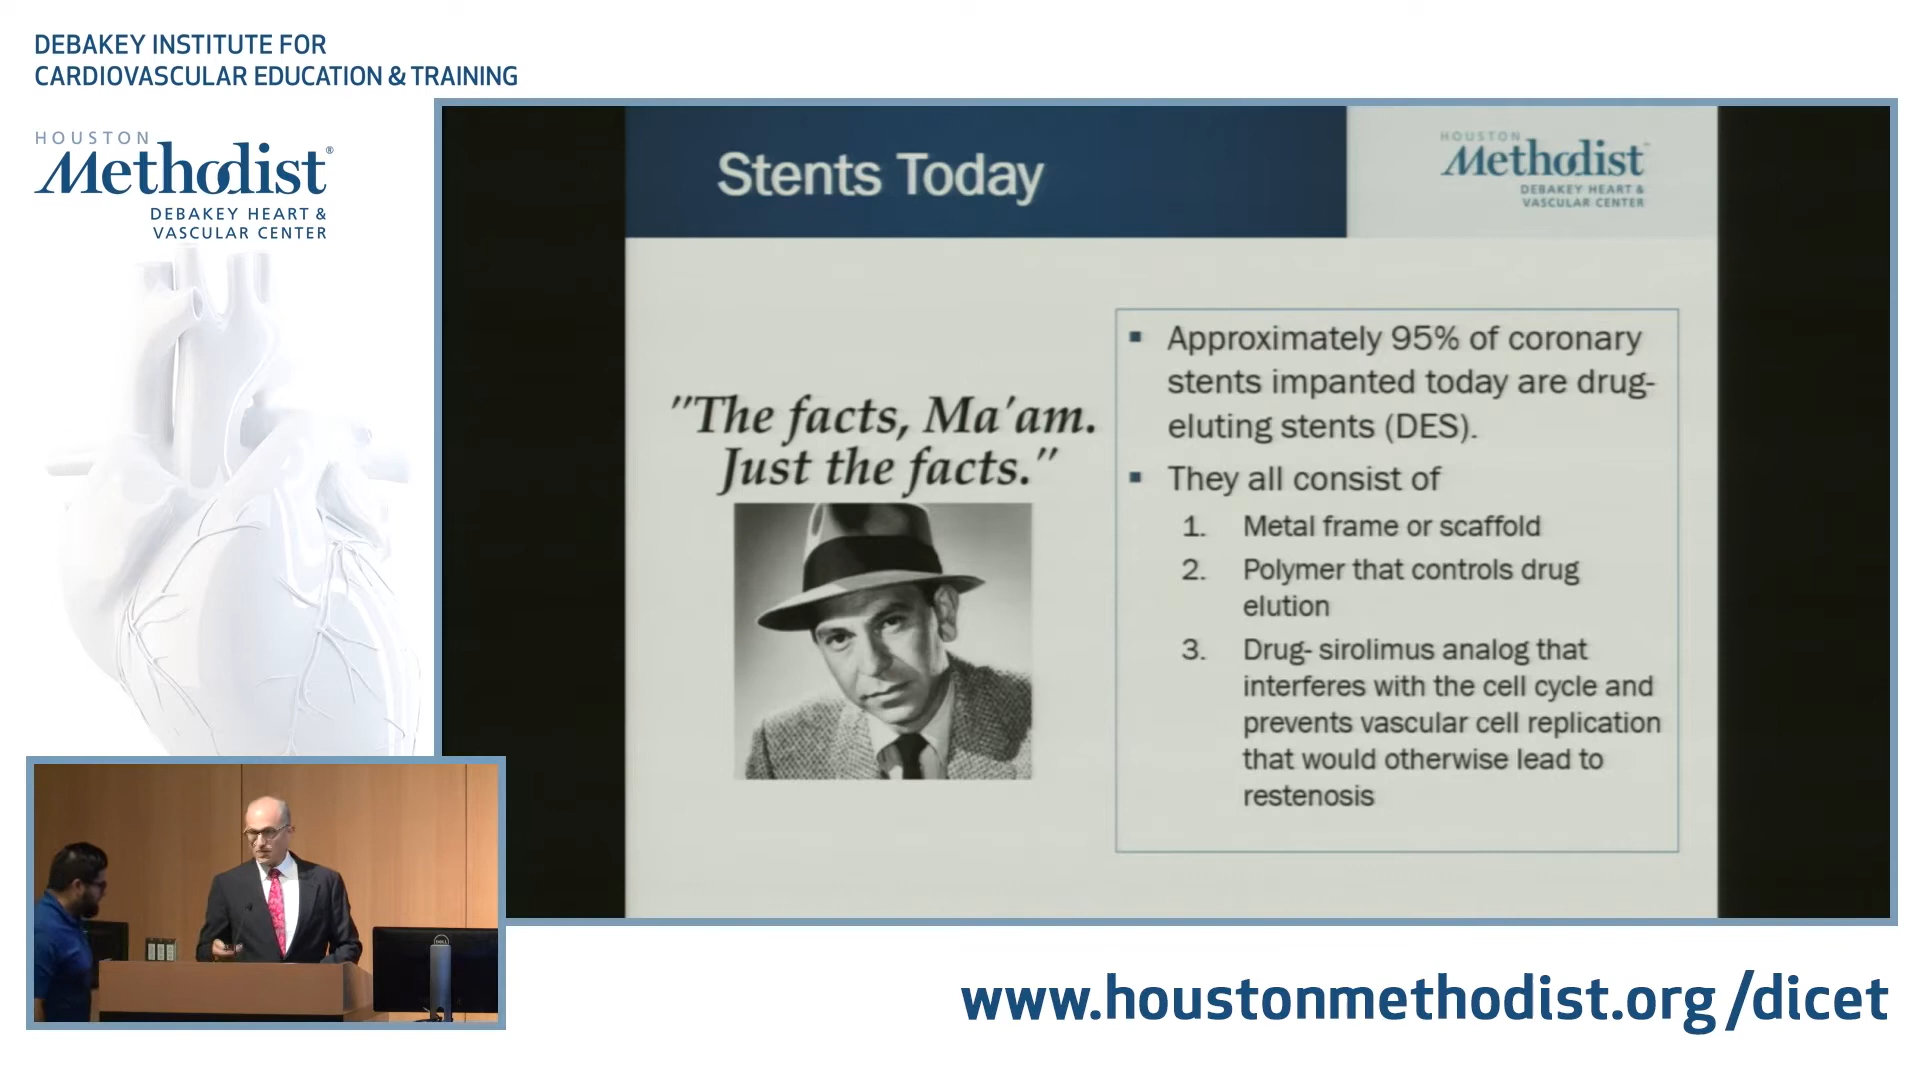 DEBAKEY INSTITUTE FOR
CARDIOVASCULAR EDUCATION & TRAINING
HOUSTON
Methodist®
DEBAKEY HEART &
VASCULAR CENTER
Stents Today
HOUSTON
Methodist
DEBAKEY HEART &
VASCULAR CENTER
"The facts, Ma'am.
Just the facts."
▪ Approximately 95% of coronary
stents impanted today are drug-
eluting stents (DES).
▪ They all consist of
1. Metal frame or scaffold
2. Polymer that controls drug
elution
3. Drug- sirolimus analog that
interferes with the cell cycle and
prevents vascular cell replication
that would otherwise lead to
restenosis
DELL
www.houstonmethodist.org/dicet